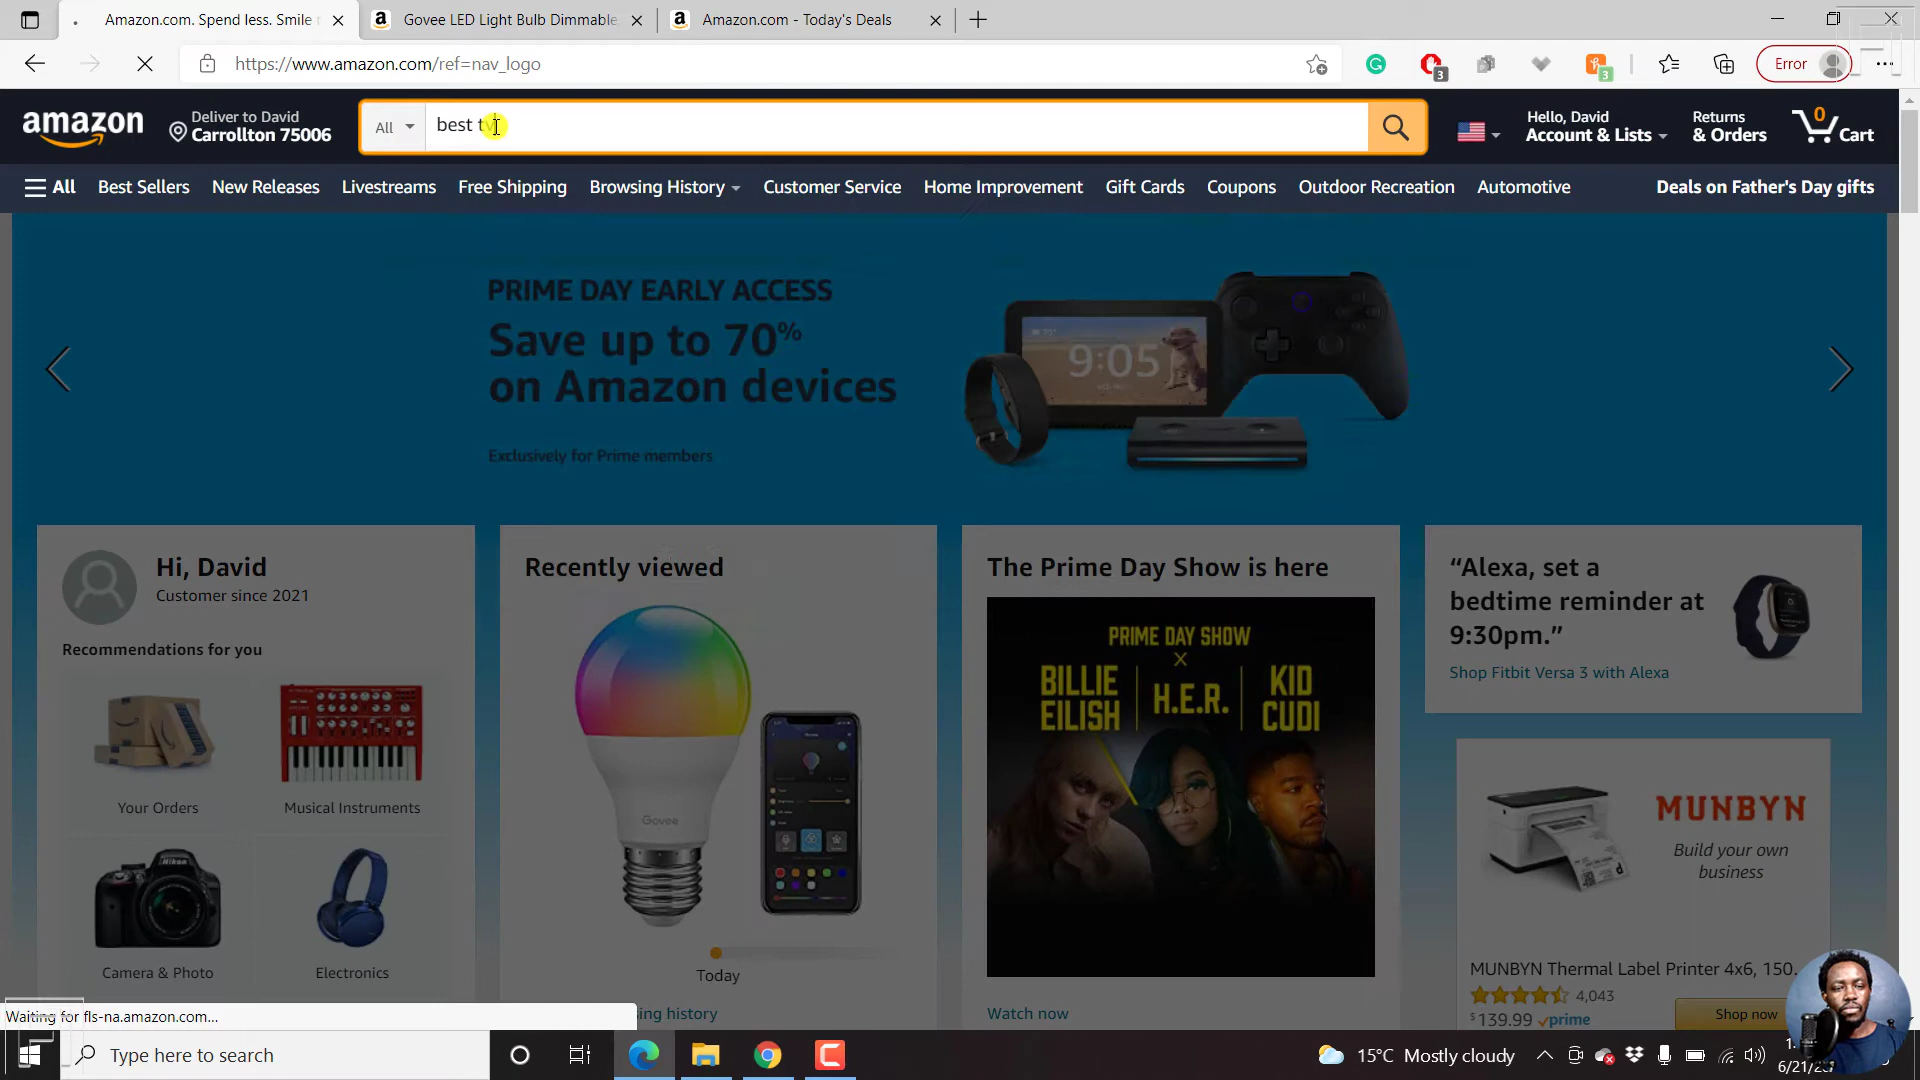 Amazon.com. Spend less. Smile
Govee LED Light Bulb Dimmable
Amazon.com - Today's Deals
https://www.amazon.com/ref=nav_logo
3
3
Error
amazon
Deliver to David
Carrollton 75006
All
best tv
Hello, David
Account & Lists
Returns
& Orders
0
Cart
All
Best Sellers
New Releases
Livestreams
Free Shipping
Browsing History
Customer Service
Home Improvement
Gift Cards
Coupons
Outdoor Recreation
Automotive
Deals on Father's Day gifts
PRIME DAY EARLY ACCESS
Save up to 70%
on Amazon devices
Exclusively for Prime members
9:05
Hi, David
Customer since 2021
Recommendations for you
Your Orders
Musical Instruments
Camera & Photo
Electronics
Recently viewed
Govee
Today
sing history
The Prime Day Show is here
PRIME DAY SHOW
X
BILLIE
EILISH
H.E.R.
KID
CUDI
Watch now
“Alexa, set a
bedtime reminder at
9:30pm.”
Shop Fitbit Versa 3 with Alexa
MUNBYN
Build your own
business
MUNBYN Thermal Label Printer 4x6, 150
4,043
$139.99 prime
Shop now
Waiting for fls-na.amazon.com...
Type here to search
15°C Mostly cloudy